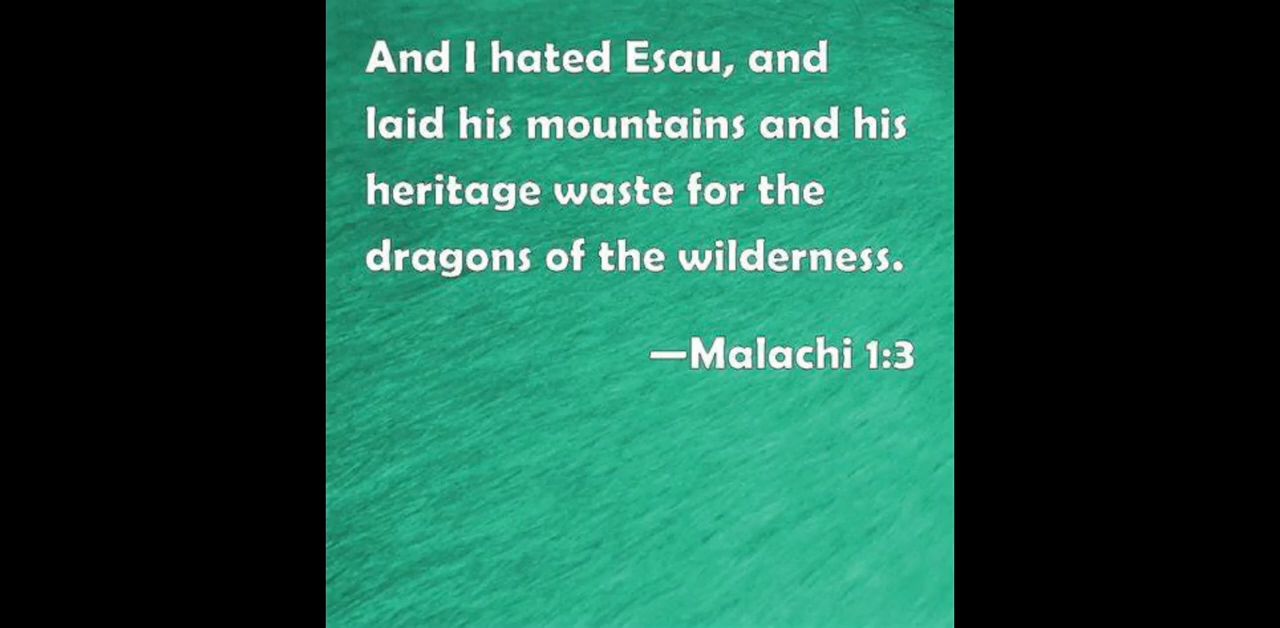 And I hated Esau, and
laid his mountains and his
heritage waste for the
dragons of the wilderness.
—Malachi 1:3